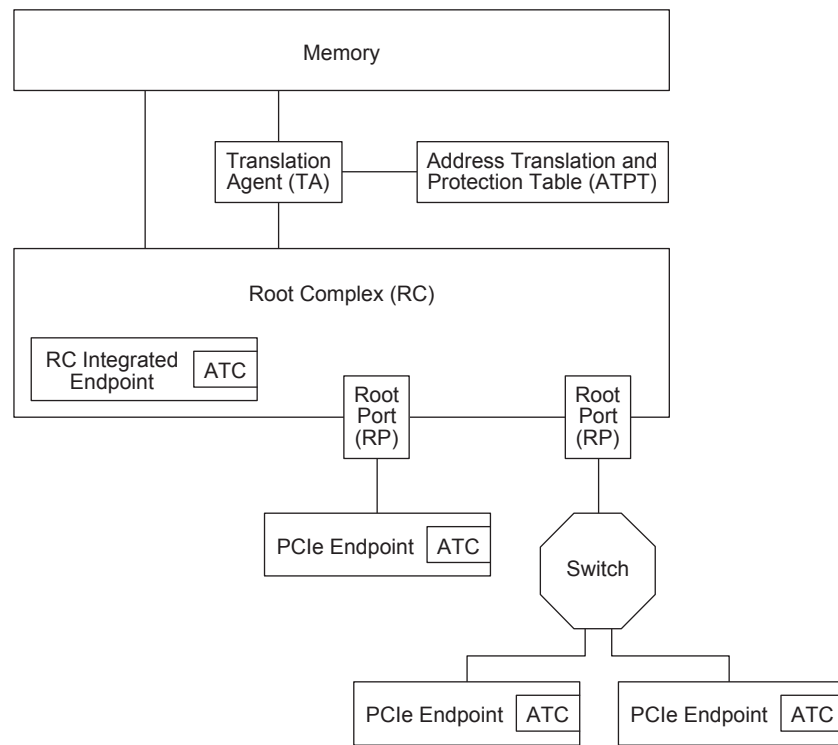 Memory
Translation
Agent (TA)
Address Translation and
Protection Table (ATPT)
Root Complex (RC)
RC Integrated
Endpoint
ATC
Root
Port
(RP)
Root
Port
(RP)
PCIe Endpoint
ATC
Switch
PCIe Endpoint
ATC
PCIe Endpoint
ATC